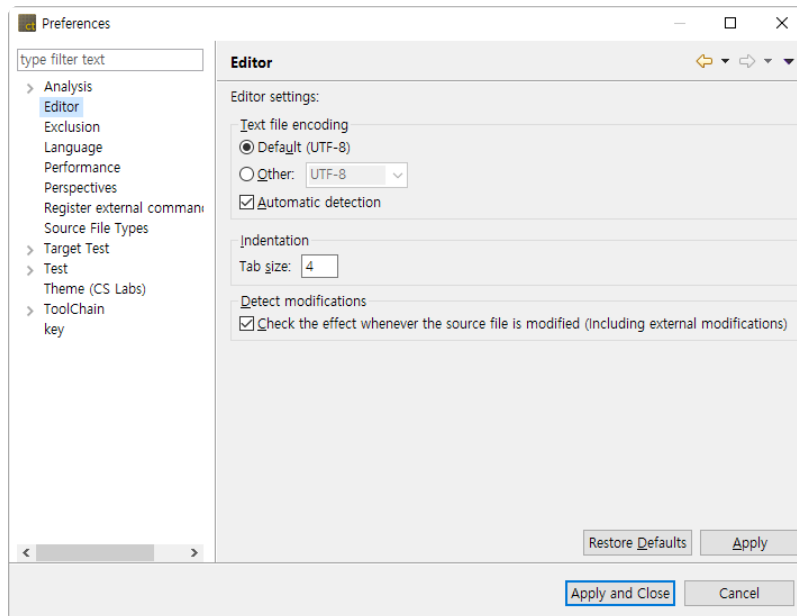 ct Preferences
type filter text
Analysis
Editor
Exclusion
Language
Performance
Perspectives
Register external comman
Source File Types
Target Test
Test
Theme (CS Labs)
ToolChain
key
Editor
Editor settings:
Text file encoding
Default (UTF-8)
Other: UTF-8
Automatic detection
Indentation
Tab size: 4
Detect modifications
Check the effect whenever the source file is modified (Including external modifications)
Restore Defaults Apply
Apply and Close Cancel